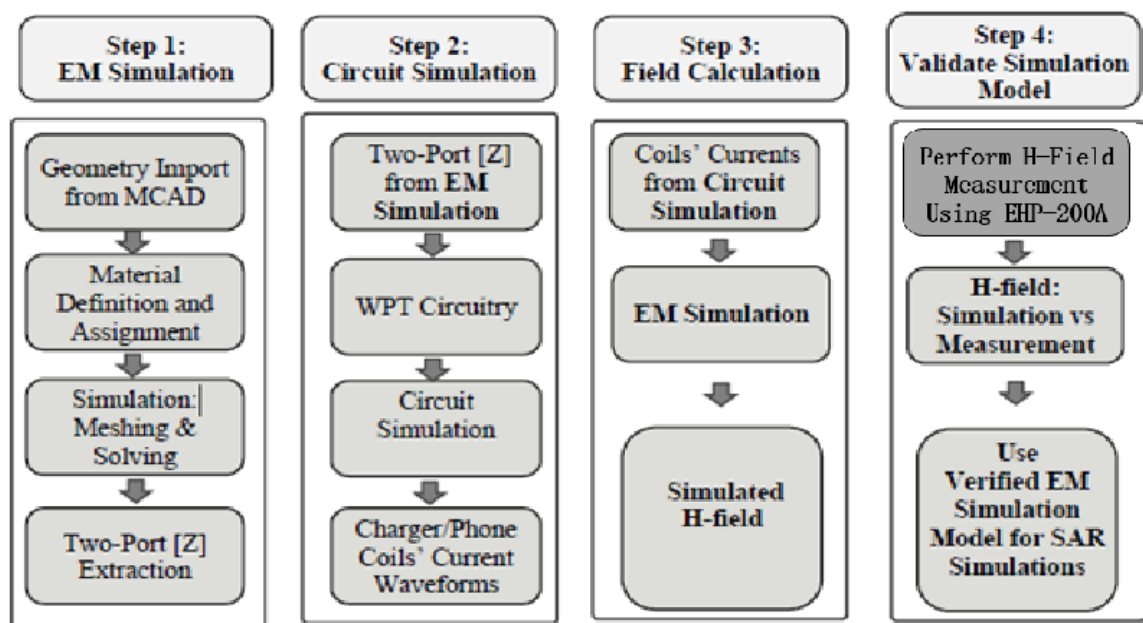 Step 1:
EM Simulation
Geometry Import
from MCAD
Material
Definition and
Assignment
Simulation:
Meshing &
Solving
Two-Port [Z]
Extraction
Step 2:
Circuit Simulation
Two-Port [Z]
from EM
Simulation
WPT Circuitry
Circuit
Simulation
Charger/Phone
Coils' Current
Waveforms
Step 3:
Field Calculation
Coils' Currents
from Circuit
Simulation
EM Simulation
Simulated
H-field
Step 4:
Validate Simulation
Model
Perform H-Field
Measurement
Using EHP-200A
H-field:
Simulation vs
Measurement
Use
Verified EM
Simulation
Model for SAR
Simulations